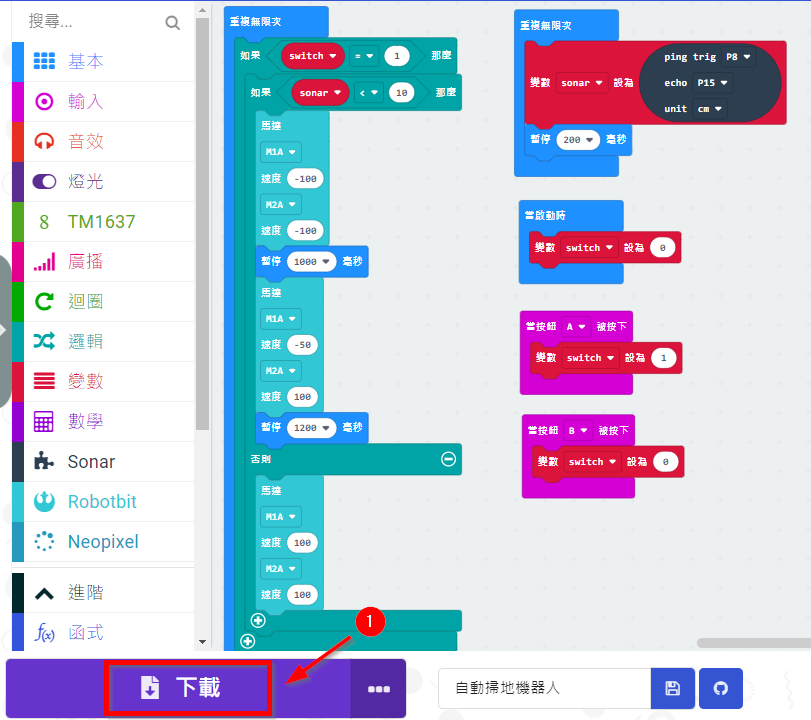 搜尋...
基本
輸入
音效
燈光
8 TM1637
廣播
迴圈
邏輯
變數
數學
Sonar
Robotbit
Neopixel
進階
f(x) 函式
重複無限次
如果 switch = 1 那麼
如果 sonar < 10 那麼
馬達
M1A
速度 -100
M2A
速度 -100
暫停 1000 毫秒
馬達
M1A
速度 -50
M2A
速度 100
暫停 1200 毫秒
否則
馬達
M1A
速度 100
M2A
速度 100
重複無限次
ping trig P8
變數 sonar 設為 echo P15
unit cm
暫停 200 毫秒
當啟動時
變數 switch 設為 0
當按鈕 A 被按下
變數 switch 設為 1
當按鈕 B 被按下
變數 switch 設為 0
1
下載
自動掃地機器人